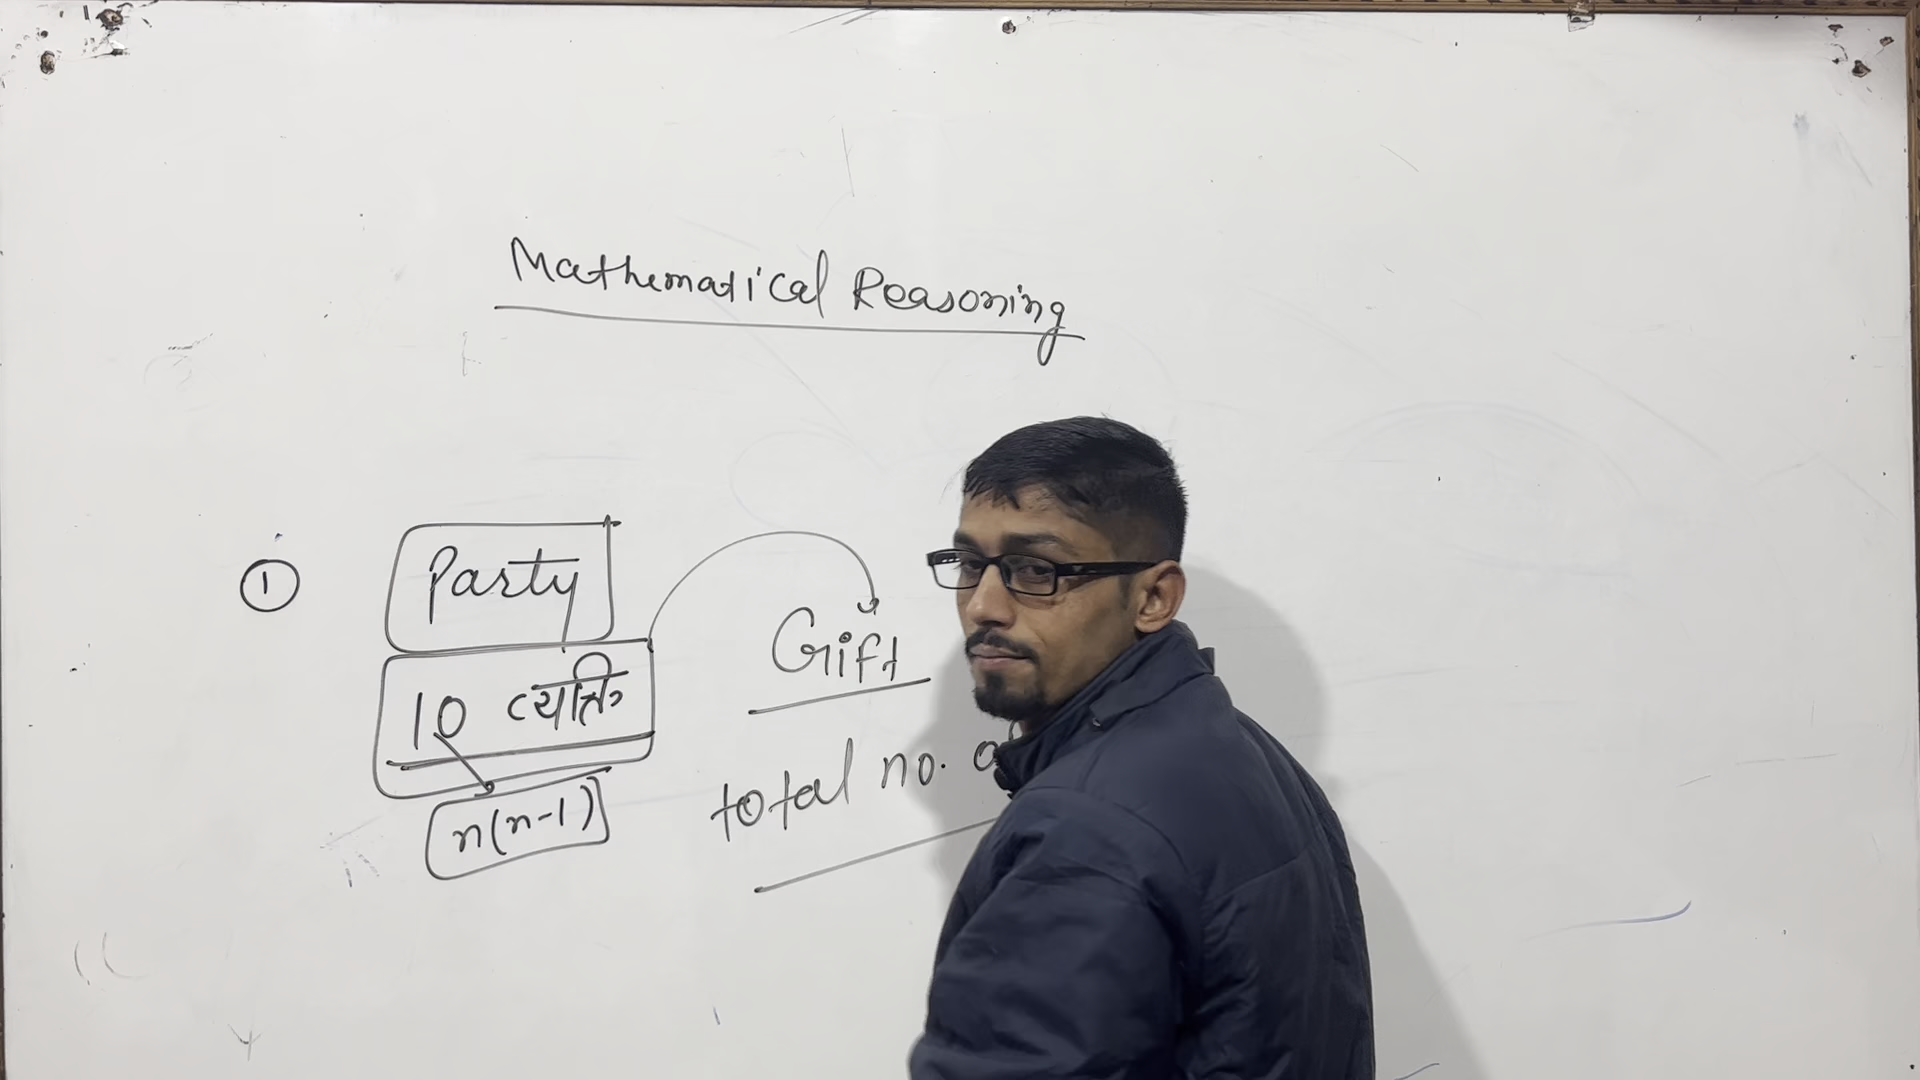 Mathematical Reasoning
①
Party
10 व्यक्ति
n(n-1)
Gift
total no.